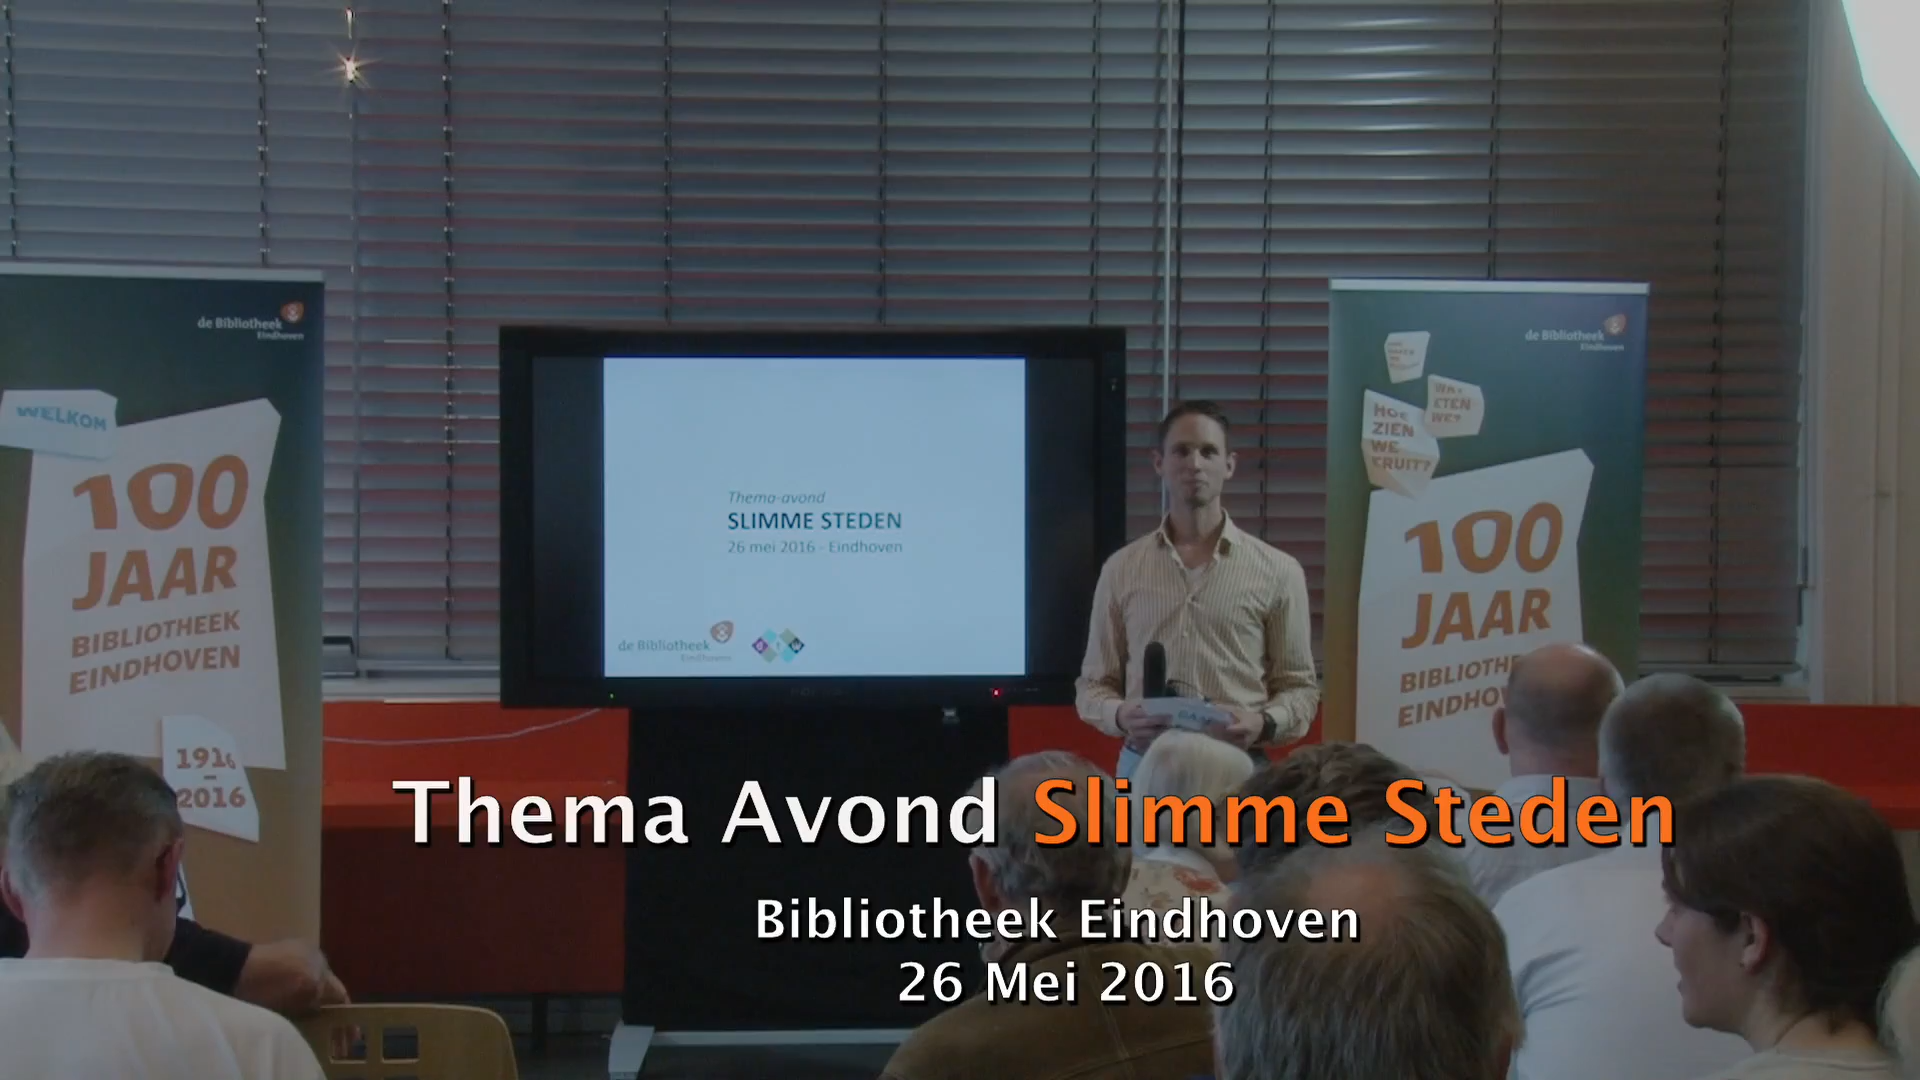 de Bibliotheek
Eindhoven
WELKOM
100
JAAR
BIBLIOTHEEK
EINDHOVEN
1916
–
2016
Thema-avond
SLIMME STEDEN
26 mei 2016 - Eindhoven
de Bibliotheek
Eindhoven
d t w
de Bibliotheek
Eindhoven
WAT
ETEN
WE?
HOE
ZIEN
WE
ERUIT?
100
JAAR
Thema Avond Slimme Steden
Bibliotheek Eindhoven
26 Mei 2016